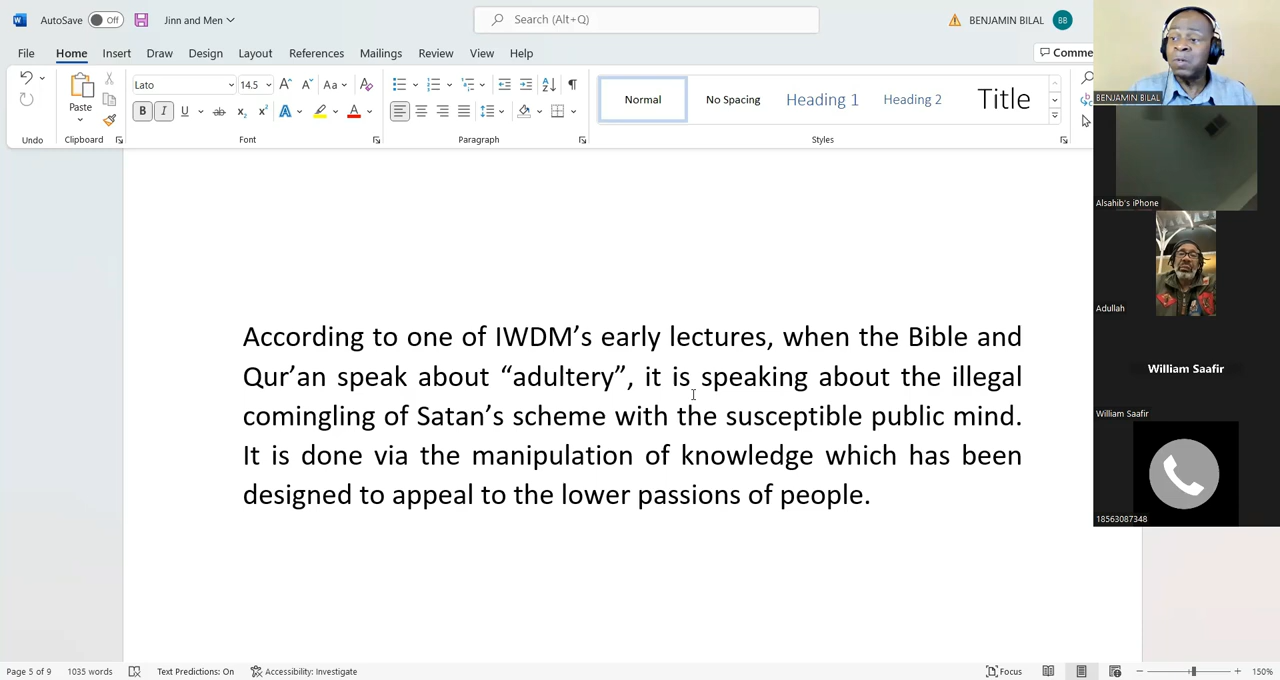 AutoSave Off Jinn and Men Search (Alt+Q) BENJAMIN BILAL BB
File Home Insert Draw Design Layout References Mailings Review View Help Comme
Lato 14.5 Aa
Paste B I U ab x₂ x² A A Normal No Spacing Heading 1 Heading 2 Title
Undo Clipboard Font Paragraph Styles
BENJAMIN BILAL
Alsahib's iPhone
Adullah
William Saafir
William Saafir
18563087348
According to one of IWDM’s early lectures, when the Bible and
Qur’an speak about “adultery”, it is speaking about the illegal
comingling of Satan’s scheme with the susceptible public mind.
It is done via the manipulation of knowledge which has been
designed to appeal to the lower passions of people.
Page 5 of 9 1035 words Text Predictions: On Accessibility: Investigate Focus 150%